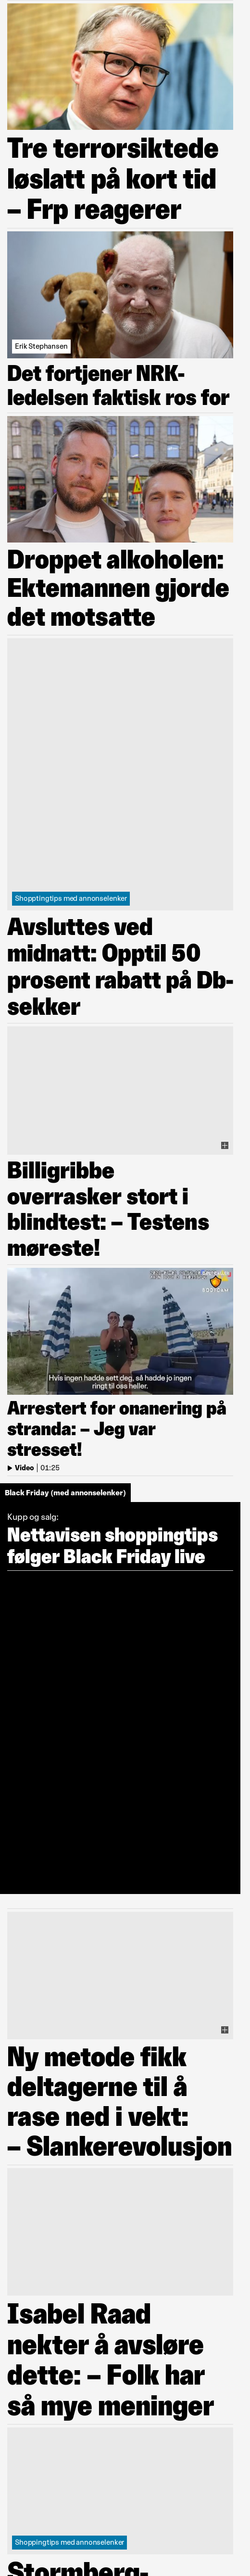 Tre terrorsiktede
løslatt på kort tid
– Frp reagerer
Erik Stephansen
Det fortjener NRK-
ledelsen faktisk ros for
Droppet alkoholen:
Ektemannen gjorde
det motsatte
Shopptingtips med annonselenker
Avsluttes ved
midnatt: Opptil 50
prosent rabatt på Db-
sekker
Billigribbe
overrasker stort i
blindtest: – Testens
møreste!
BODYCAM
Hvis ingen hadde sett deg, så hadde jo ingen
ringt til oss heller.
Arrestert for onanering på
stranda: – Jeg var
stresset!
Video | 01:25
Black Friday (med annonselenker)
Kupp og salg:
Nettavisen shoppingtips
følger Black Friday live
Ny metode fikk
deltagerne til å
rase ned i vekt:
– Slankerevolusjon
Isabel Raad
nekter å avsløre
dette: – Folk har
så mye meninger
Shoppingtips med annonselenker
Stormberg-